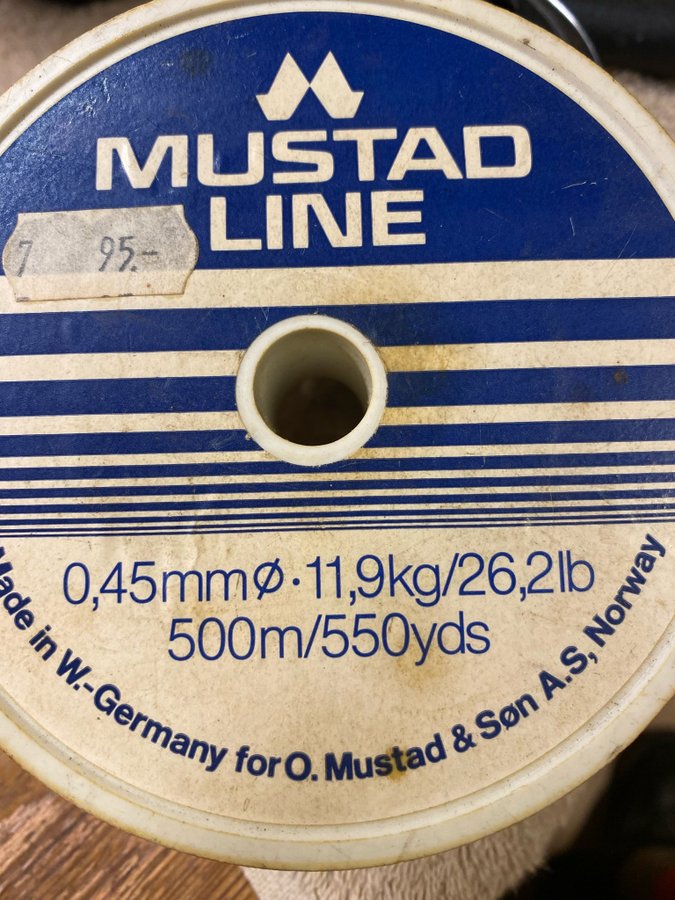 MUSTAD
LINE
7 95.-
0,45mmø·11,9kg/26,2lb
500m/550yds
Made in W.-Germany for O. Mustad & Søn A.S, Norway